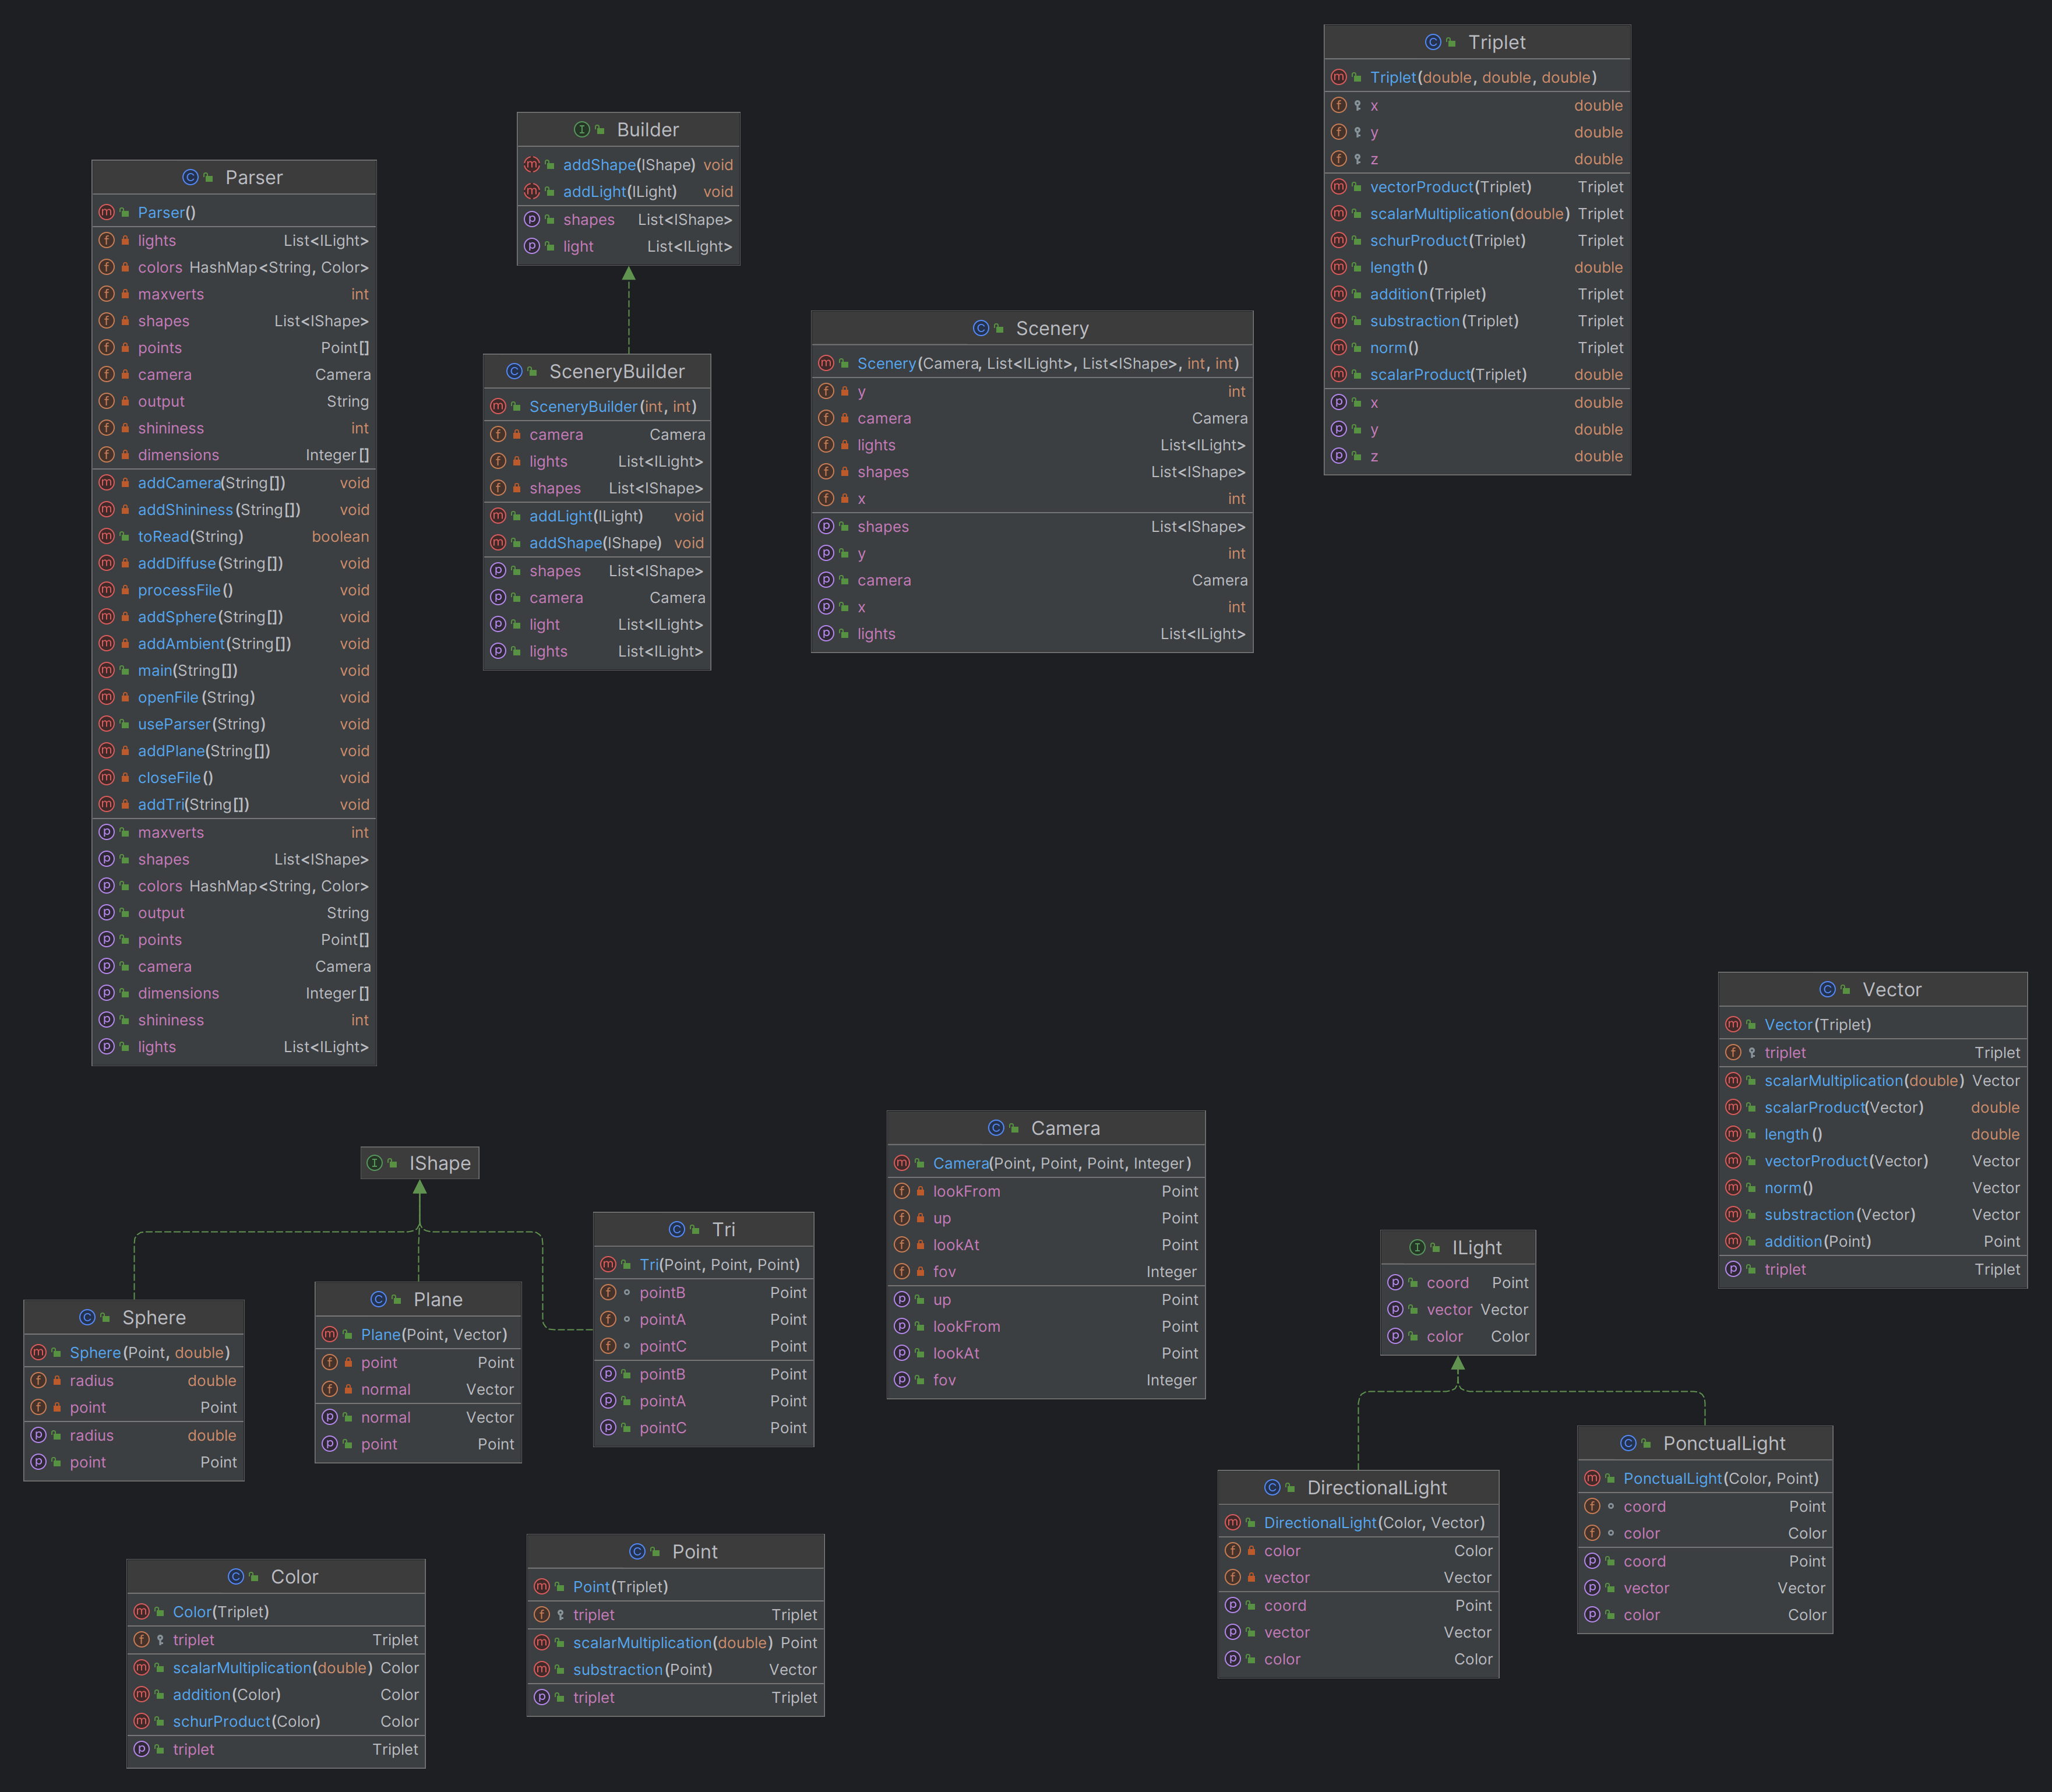 Triplet
Triplet(double, double, double)
x double
y double
z double
vectorProduct(Triplet) Triplet
scalarMultiplication(double) Triplet
schurProduct(Triplet) Triplet
length() double
addition(Triplet) Triplet
substraction(Triplet) Triplet
norm() Triplet
scalarProduct(Triplet) double
x double
y double
z double
Builder
addShape(IShape) void
addLight(ILight) void
shapes List<IShape>
light List<ILight>
Parser
Parser()
lights List<ILight>
colors HashMap<String, Color>
maxverts int
shapes List<IShape>
points Point[]
camera Camera
output String
shininess int
dimensions Integer[]
addCamera(String[]) void
addShininess(String[]) void
toRead(String) boolean
addDiffuse(String[]) void
processFile() void
addSphere(String[]) void
addAmbient(String[]) void
main(String[]) void
openFile(String) void
useParser(String) void
addPlane(String[]) void
closeFile() void
addTri(String[]) void
maxverts int
shapes List<IShape>
colors HashMap<String, Color>
output String
points Point[]
camera Camera
dimensions Integer[]
shininess int
lights List<ILight>
SceneryBuilder
SceneryBuilder(int, int)
camera Camera
lights List<ILight>
shapes List<IShape>
addLight(ILight) void
addShape(IShape) void
shapes List<IShape>
camera Camera
light List<ILight>
lights List<ILight>
Scenery
Scenery(Camera, List<ILight>, List<IShape>, int, int)
y int
camera Camera
lights List<ILight>
shapes List<IShape>
x int
shapes List<IShape>
y int
camera Camera
x int
lights List<ILight>
Vector
Vector(Triplet)
triplet Triplet
scalarMultiplication(double) Vector
scalarProduct(Vector) double
length() double
vectorProduct(Vector) Vector
norm() Vector
substraction(Vector) Vector
addition(Point) Point
triplet Triplet
IShape
Sphere
Sphere(Point, double)
radius double
point Point
radius double
point Point
Plane
Plane(Point, Vector)
point Point
normal Vector
normal Vector
point Point
Tri
Tri(Point, Point, Point)
pointB Point
pointA Point
pointC Point
pointB Point
pointA Point
pointC Point
Camera
Camera(Point, Point, Point, Integer)
lookFrom Point
up Point
lookAt Point
fov Integer
up Point
lookFrom Point
lookAt Point
fov Integer
ILight
coord Point
vector Vector
color Color
DirectionalLight
DirectionalLight(Color, Vector)
color Color
vector Vector
coord Point
vector Vector
color Color
PonctualLight
PonctualLight(Color, Point)
coord Point
color Color
coord Point
vector Vector
color Color
Color
Color(Triplet)
triplet Triplet
scalarMultiplication(double) Color
addition(Color) Color
schurProduct(Color) Color
triplet Triplet
Point
Point(Triplet)
triplet Triplet
scalarMultiplication(double) Point
substraction(Point) Vector
triplet Triplet